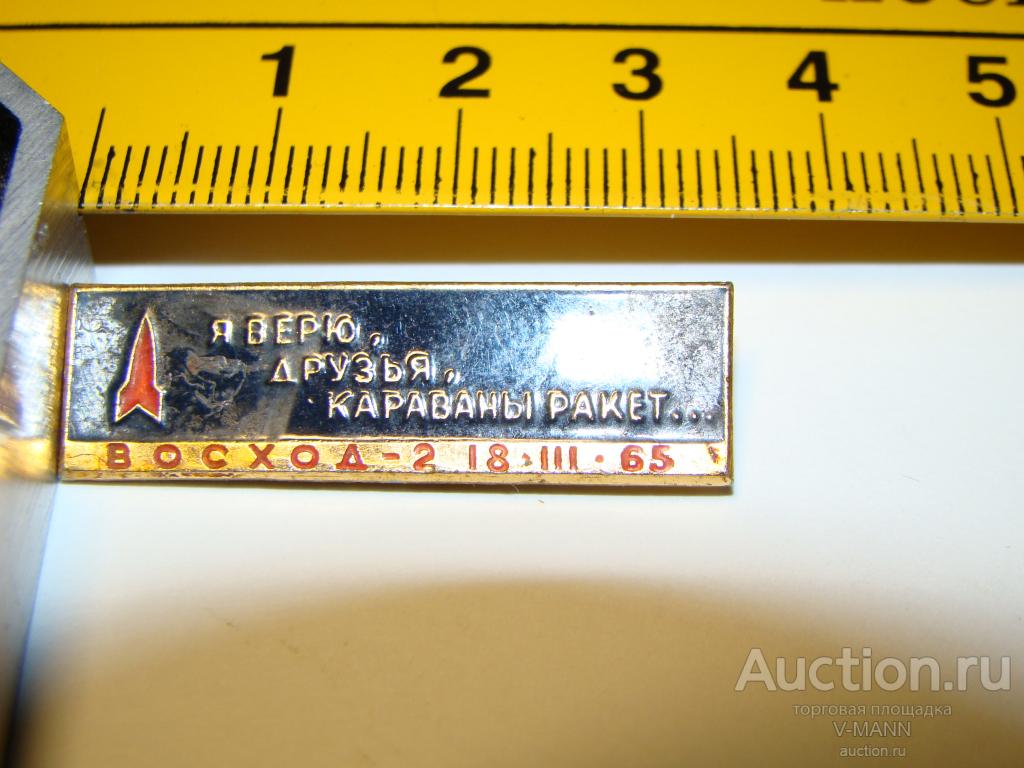 1 2 3 4 5
Я ВЕРЮ,
ДРУЗЬЯ,
КАРАВАНЫ РАКЕТ...
ВОСХОД-2 18·III·65
Auction.ru
торговая площадка
V-MANN
auction.ru